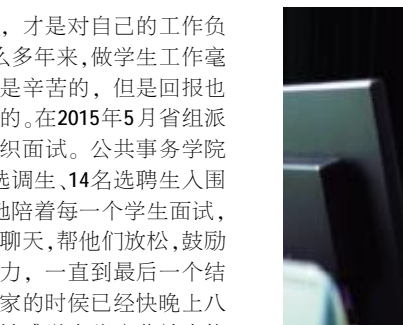 ，才是对自己的工作负
么多年来，做学生工作毫
是辛苦的，但是回报也
的。在2015年5月省组派
织面试。公共事务学院
选调生、14名选聘生入围
地陪着每一个学生面试，
聊天，帮他们放松，鼓励
力，一直到最后一个结
家的时侯已经快晚上八